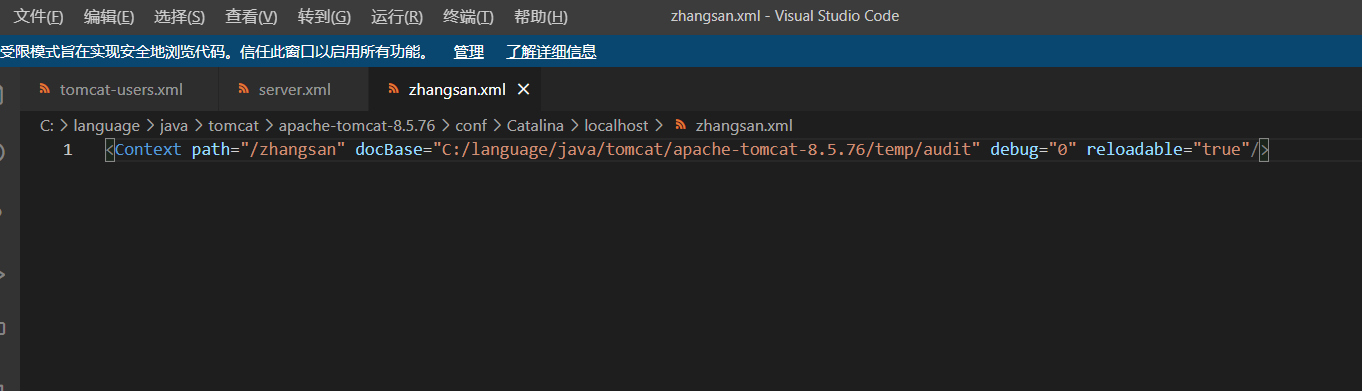 文件(F) 编辑(E) 选择(S) 查看(V) 转到(G) 运行(R) 终端(T) 帮助(H) zhangsan.xml - Visual Studio Code
受限模式旨在实现安全地浏览代码。信任此窗口以启用所有功能。 管理 了解详细信息
tomcat-users.xml server.xml zhangsan.xml
C: > language > java > tomcat > apache-tomcat-8.5.76 > conf > Catalina > localhost > zhangsan.xml
1 <Context path="/zhangsan" docBase="C:/language/java/tomcat/apache-tomcat-8.5.76/temp/audit" debug="0" reloadable="true"/>